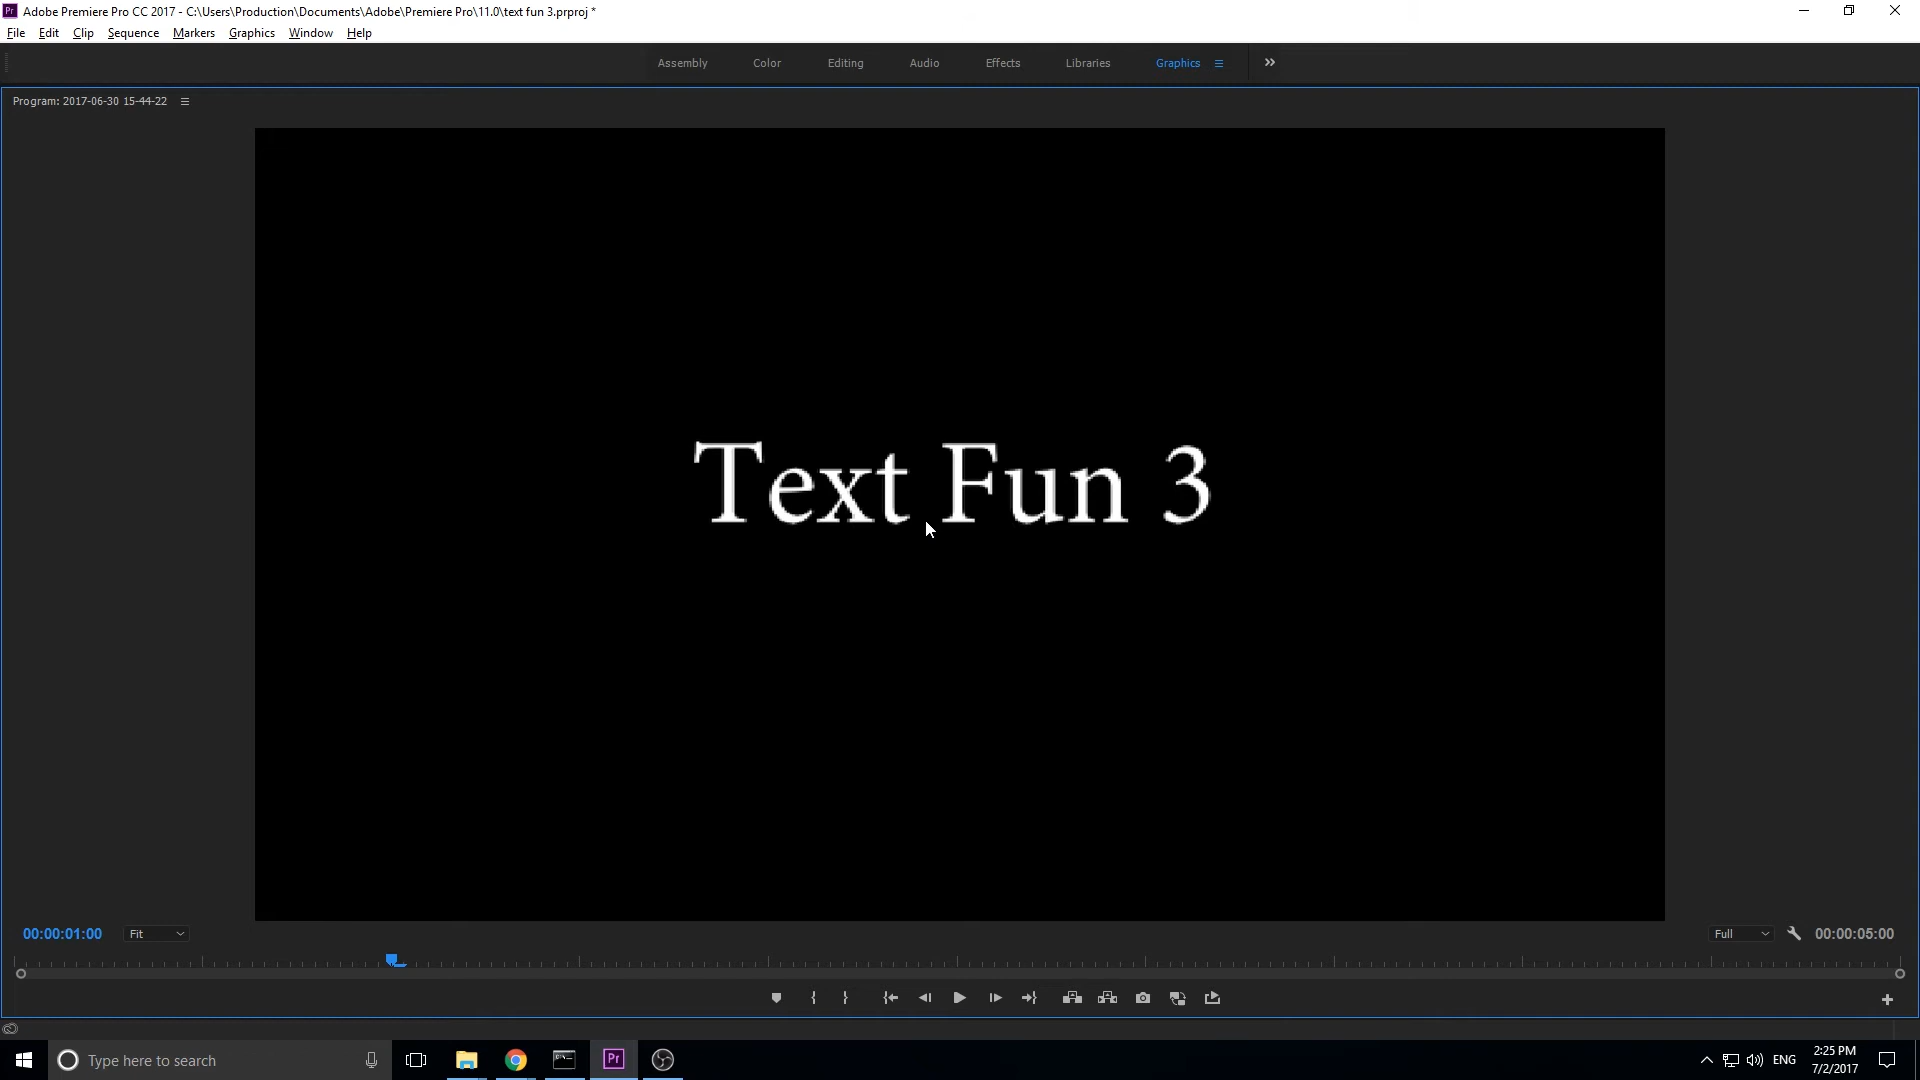 Pr Adobe Premiere Pro CC 2017 - C:\Users\Production\Documents\Adobe\Premiere Pro\11.0\text fun 3.prproj *
File Edit Clip Sequence Markers Graphics Window Help
Assembly Color Editing Audio Effects Libraries Graphics
Program: 2017-06-30 15-44-22
Text Fun 3
00:00:01:00 Fit Full 00:00:05:00
Type here to search Pr ENG 2:25 PM
7/2/2017